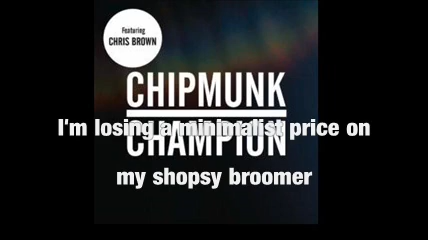 Featuring
CHRIS BROWN
CHIPMUNK
CHAMPION
I'm losing a minimalist price on
my shopsy broomer